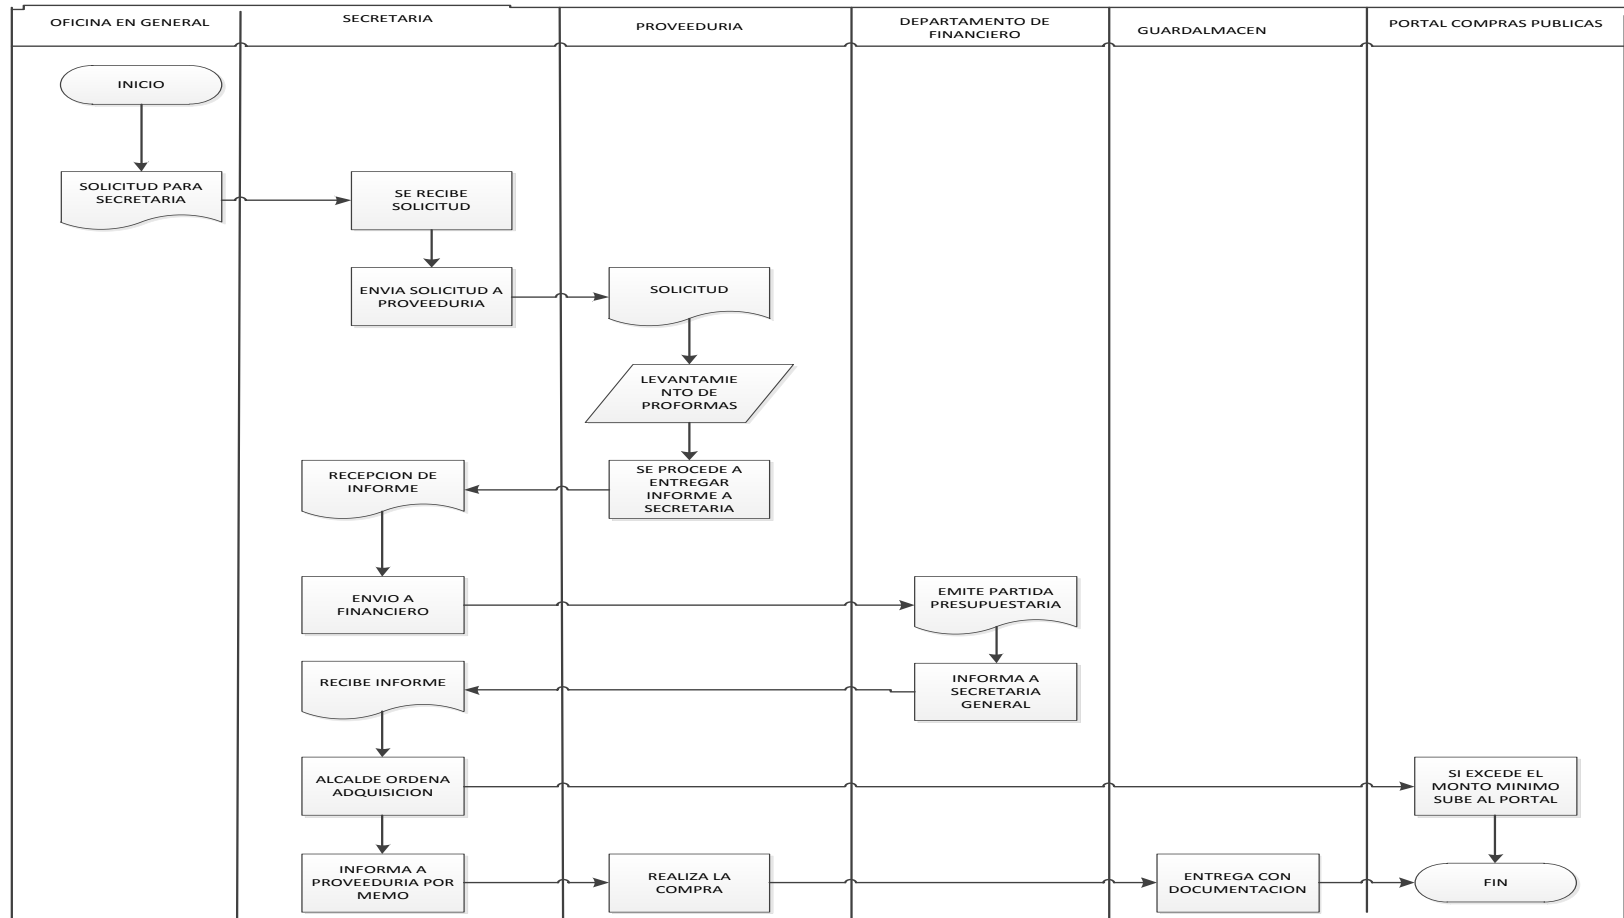 OFICINA EN GENERAL
SECRETARIA
PROVEEDURIA
DEPARTAMENTO DE
FINANCIERO
GUARDALMACEN
PORTAL COMPRAS PUBLICAS
INICIO
SOLICITUD PARA
SECRETARIA
SE RECIBE
SOLICITUD
ENVIA SOLICITUD A
PROVEEDURIA
SOLICITUD
LEVANTAMIE
NTO DE
PROFORMAS
SE PROCEDE A
ENTREGAR
INFORME A
SECRETARIA
RECEPCION DE
INFORME
ENVIO A
FINANCIERO
EMITE PARTIDA
PRESUPUESTARIA
INFORMA A
SECRETARIA
GENERAL
RECIBE INFORME
ALCALDE ORDENA
ADQUISICION
SI EXCEDE EL
MONTO MINIMO
SUBE AL PORTAL
INFORMA A
PROVEEDURIA POR
MEMO
REALIZA LA
COMPRA
ENTREGA CON
DOCUMENTACION
FIN